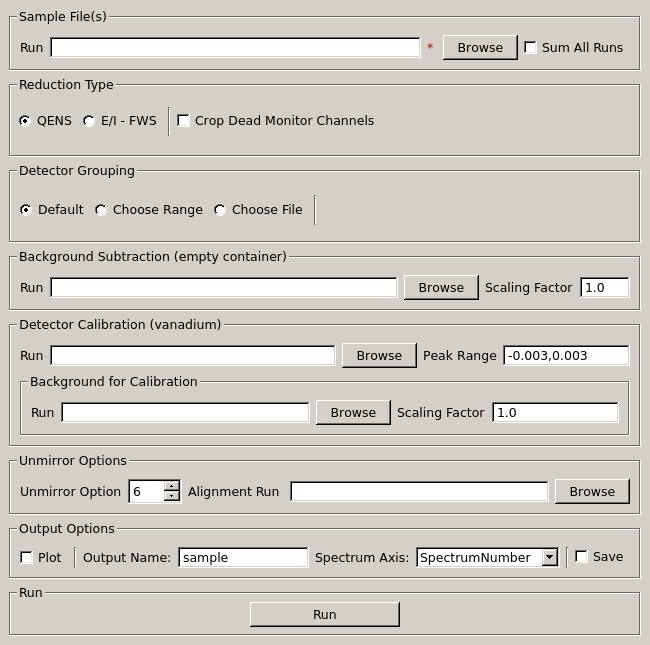 Sample File(s)
Run * Browse Sum All Runs
Reduction Type
QENS E/I - FWS Crop Dead Monitor Channels
Detector Grouping
Default Choose Range Choose File
Background Subtraction (empty container)
Run Browse Scaling Factor 1.0
Detector Calibration (vanadium)
Run Browse Peak Range -0.003,0.003
Background for Calibration
Run Browse Scaling Factor 1.0
Unmirror Options
Unmirror Option 6 Alignment Run Browse
Output Options
Plot Output Name: sample Spectrum Axis: SpectrumNumber Save
Run
Run